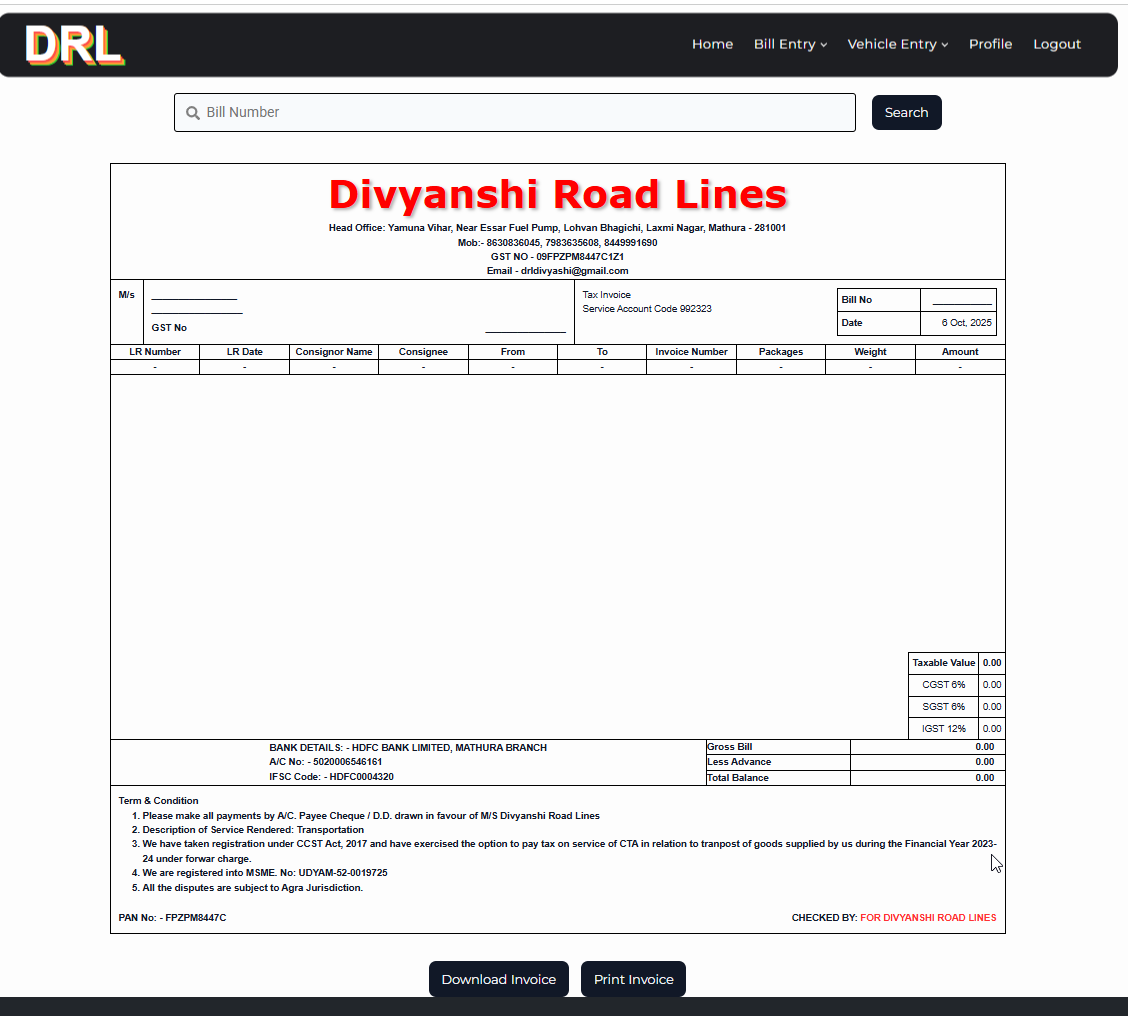 DRL
Home Bill Entry Vehicle Entry Profile Logout
Bill Number Search
Divyanshi Road Lines
Head Office: Yamuna Vihar, Near Essar Fuel Pump, Lohvan Bhagichi, Laxmi Nagar, Mathura - 281001
Mob:- 8630836045, 7983635608, 8449991690
GST NO - 09FPZPM8447C1Z1
Email - drldivyashi@gmail.com
M/s
GST No
Tax Invoice
Service Account Code 992323
Bill No
Date 6 Oct, 2025
LR Number LR Date Consignor Name Consignee From To Invoice Number Packages Weight Amount
- - - - - - - - - -
Taxable Value 0.00
CGST 6% 0.00
SGST 6% 0.00
IGST 12% 0.00
BANK DETAILS: - HDFC BANK LIMITED, MATHURA BRANCH
A/C No: - 5020006546161
IFSC Code: - HDFC0004320
Gross Bill 0.00
Less Advance 0.00
Total Balance 0.00
Term & Condition
1. Please make all payments by A/C. Payee Cheque / D.D. drawn in favour of M/S Divyanshi Road Lines
2. Description of Service Rendered: Transportation
3. We have taken registration under CCST Act, 2017 and have exercised the option to pay tax on service of CTA in relation to tranpost of goods supplied by us during the Financial Year 2023-
24 under forwar charge.
4. We are registered into MSME. No: UDYAM-52-0019725
5. All the disputes are subject to Agra Jurisdiction.
PAN No: - FPZPM8447C
CHECKED BY: FOR DIVYANSHI ROAD LINES
Download Invoice Print Invoice